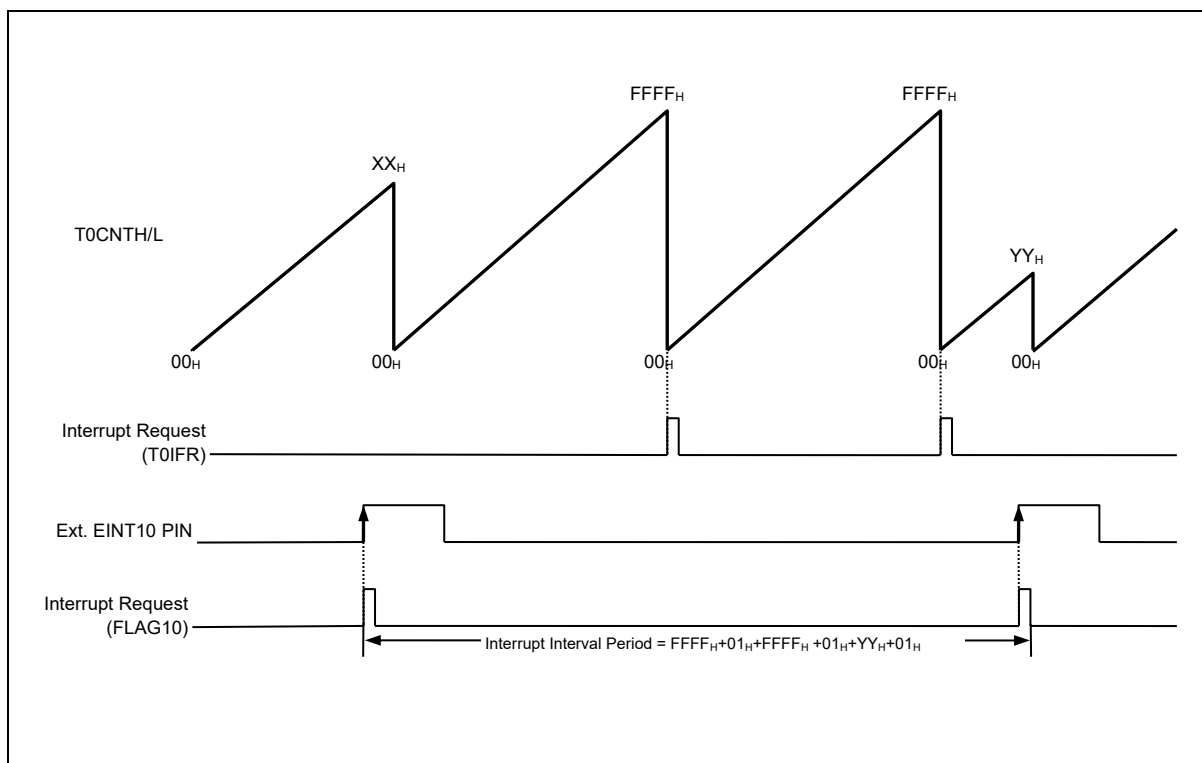 FFFFH FFFFH
XXH
T0CNTH/L
YYH
00H 00H 00H 00H 00H
Interrupt Request
(T0IFR)
Ext. EINT10 PIN
Interrupt Request
(FLAG10)
Interrupt Interval Period = FFFFH+01H+FFFFH +01H+YYH+01H